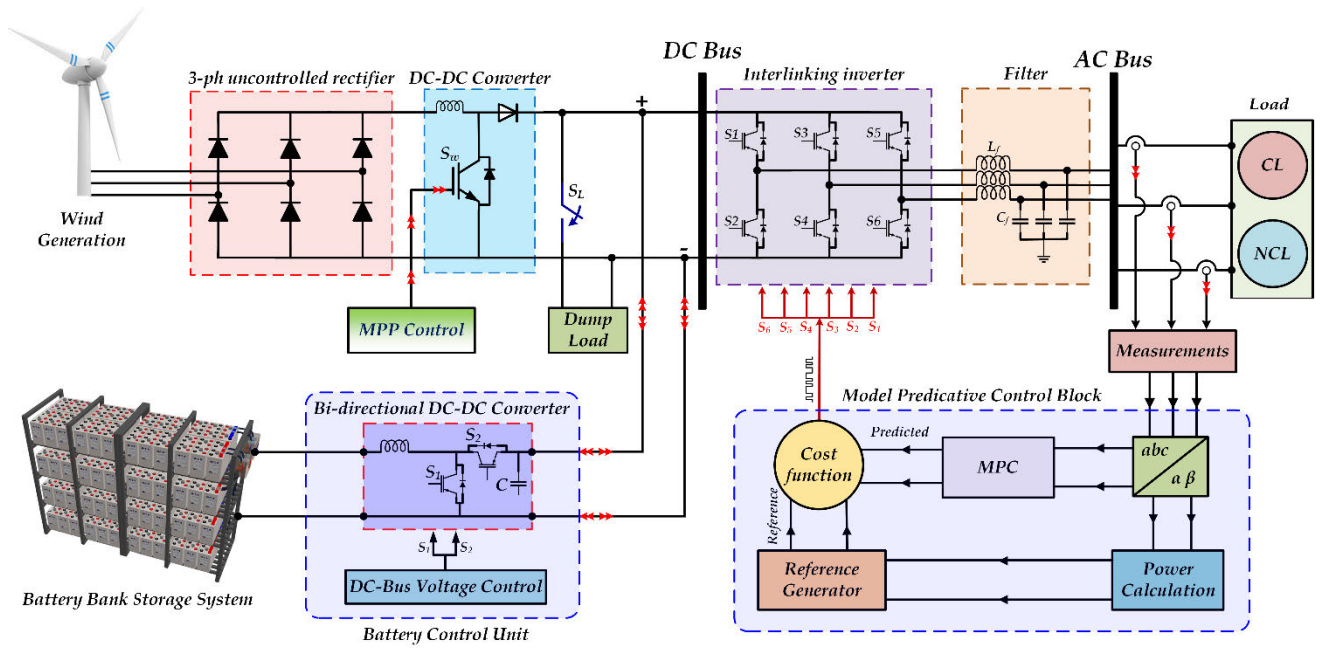 DC Bus
AC Bus
3-ph uncontrolled rectifier
DC-DC Converter
Interlinking inverter
Filter
Load
+
S1
S3
S5
Lf
CL
Sw
SL
Wind
Generation
S2
S4
S6
Cf
NCL
-
MPP Control
Dump
Load
S6 S5 S4 S3 S2 S1
Measurements
Bi-directional DC-DC Converter
Model Predicative Control Block
S2
S1
C
Cost
function
Predicted
MPC
abc
α β
Reference
S1 S2
DC-Bus Voltage Control
Reference
Generator
Power
Calculation
Battery Bank Storage System
Battery Control Unit